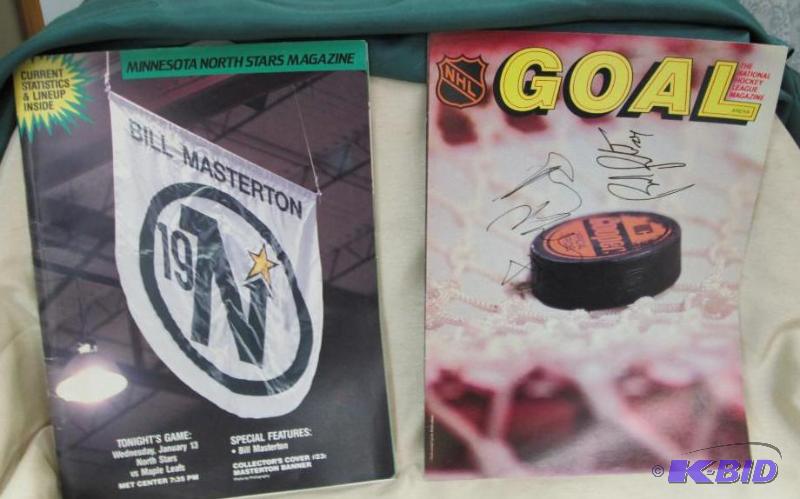 MINNESOTA NORTH STARS MAGAZINE
CURRENT
STATISTICS
& LINEUP
INSIDE
BILL MASTERTON
19 N
TONIGHT'S GAME:
Wednesday, January 13
North Stars
vs Maple Leafs
MET CENTER 7:35 PM
SPECIAL FEATURES:
• Bill Masterton
COLLECTOR'S COVER #23:
MASTERTON BANNER
NHL
GOAL
THE
NATIONAL
HOCKEY
LEAGUE
MAGAZINE
© K-BID